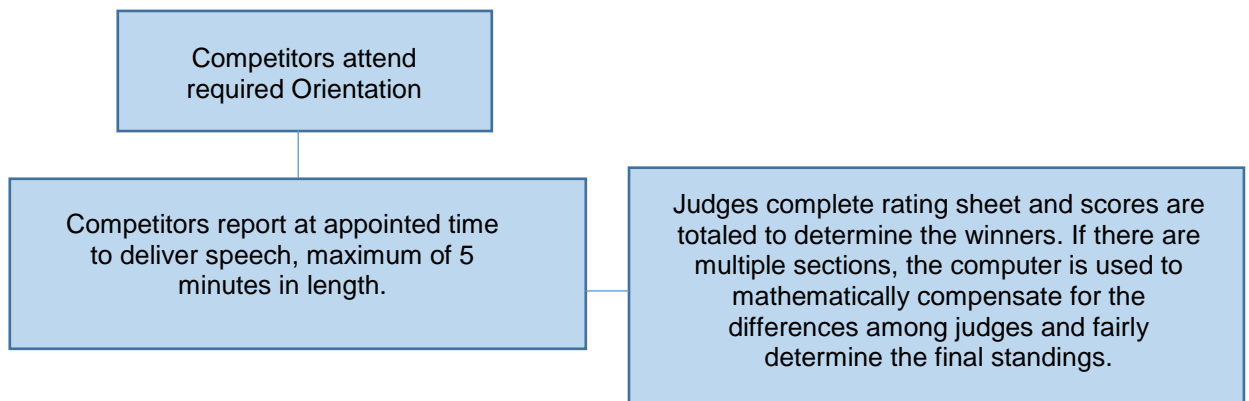 Competitors attend
required Orientation
Competitors report at appointed time
to deliver speech, maximum of 5
minutes in length.
Judges complete rating sheet and scores are
totaled to determine the winners. If there are
multiple sections, the computer is used to
mathematically compensate for the
differences among judges and fairly
determine the final standings.